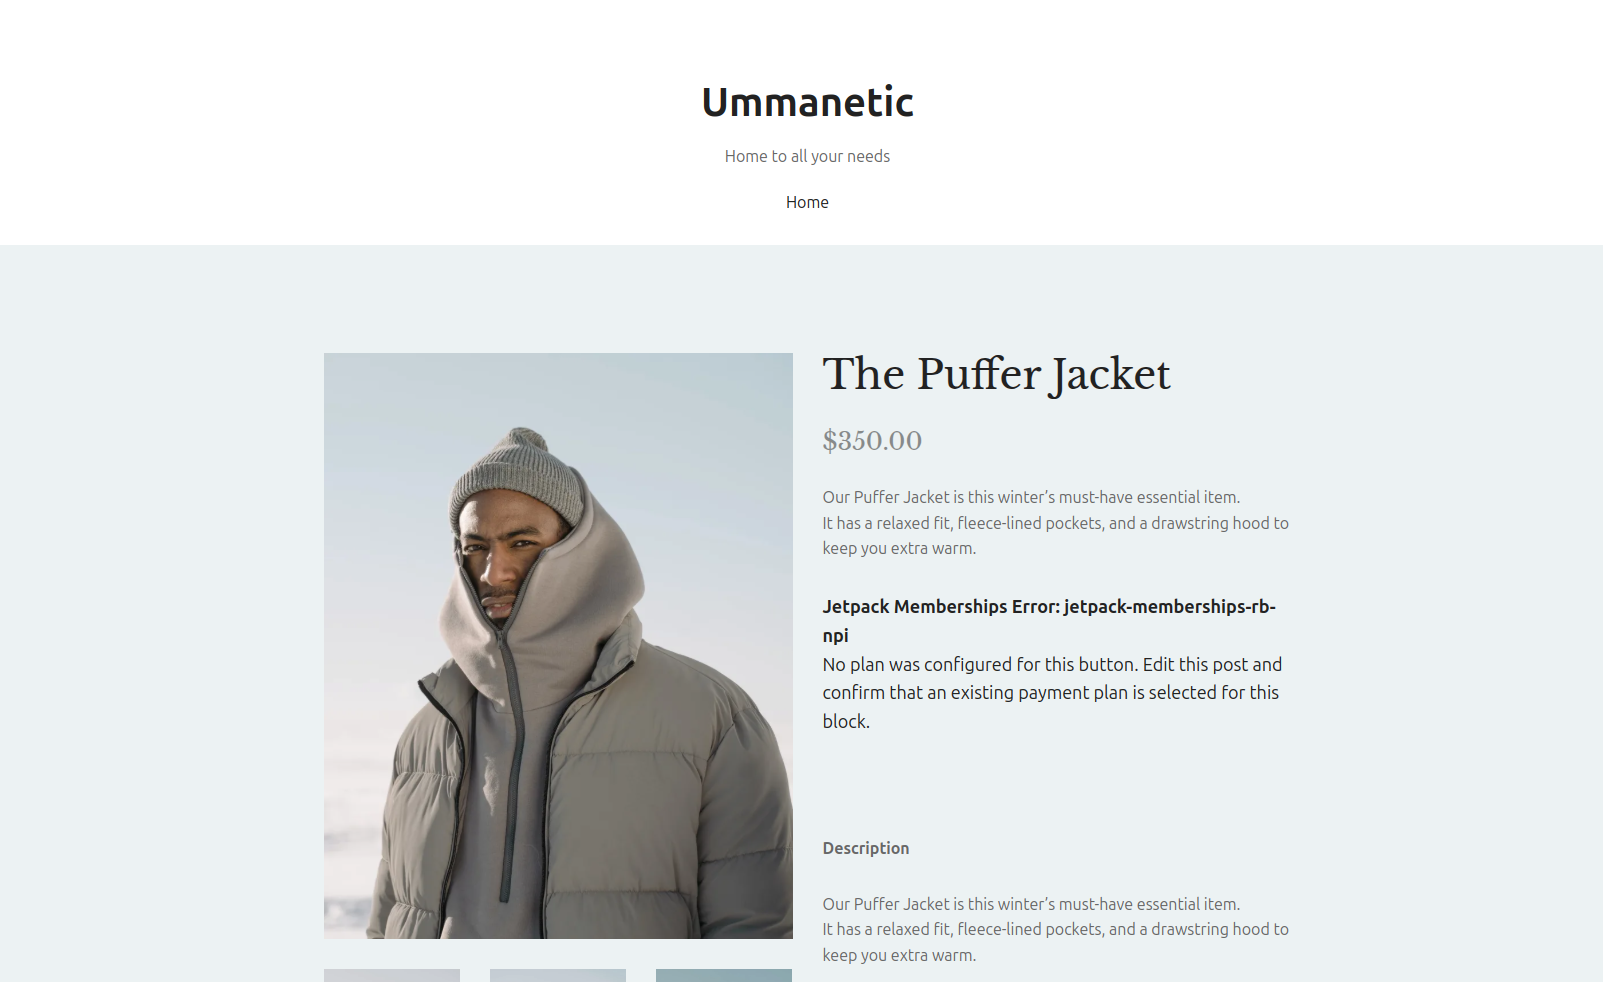 Ummanetic
Home to all your needs
Home
The Puffer Jacket
$350.00
Our Puffer Jacket is this winter’s must-have essential item.
It has a relaxed fit, fleece-lined pockets, and a drawstring hood to
keep you extra warm.
Jetpack Memberships Error: jetpack-memberships-rb-
npi
No plan was configured for this button. Edit this post and
confirm that an existing payment plan is selected for this
block.
Description
Our Puffer Jacket is this winter’s must-have essential item.
It has a relaxed fit, fleece-lined pockets, and a drawstring hood to
keep you extra warm.